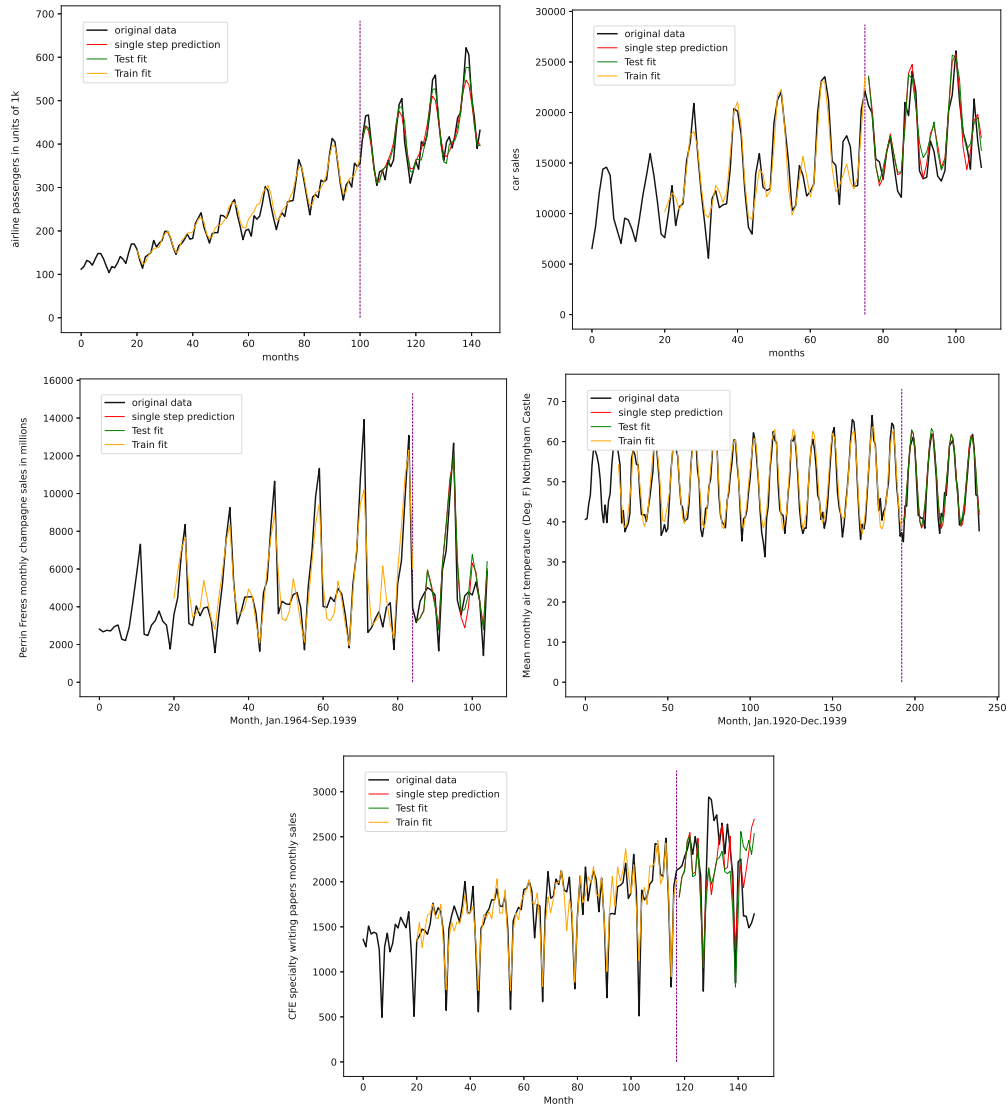 700
600
500
400
300
200
100
0
airline passengers in units of 1k
original data
single step prediction
Test fit
Train fit
0 20 40 60 80 100 120 140
months
30000
25000
20000
15000
10000
5000
0
car sales
original data
single step prediction
Test fit
Train fit
0 20 40 60 80 100
months
16000
14000
12000
10000
8000
6000
4000
2000
0
Perrin Freres monthly champagne sales in millions
original data
single step prediction
Test fit
Train fit
0 20 40 60 80 100
Month, Jan.1964-Sep.1939
70
60
50
40
30
20
10
0
Mean monthly air temperature (Deg. F) Nottingham Castle
original data
single step prediction
Test fit
Train fit
0 50 100 150 200 250
Month, Jan.1920-Dec.1939
3000
2500
2000
1500
1000
500
0
CFE specialty writing papers monthly sales
original data
single step prediction
Test fit
Train fit
0 20 40 60 80 100 120 140
Month